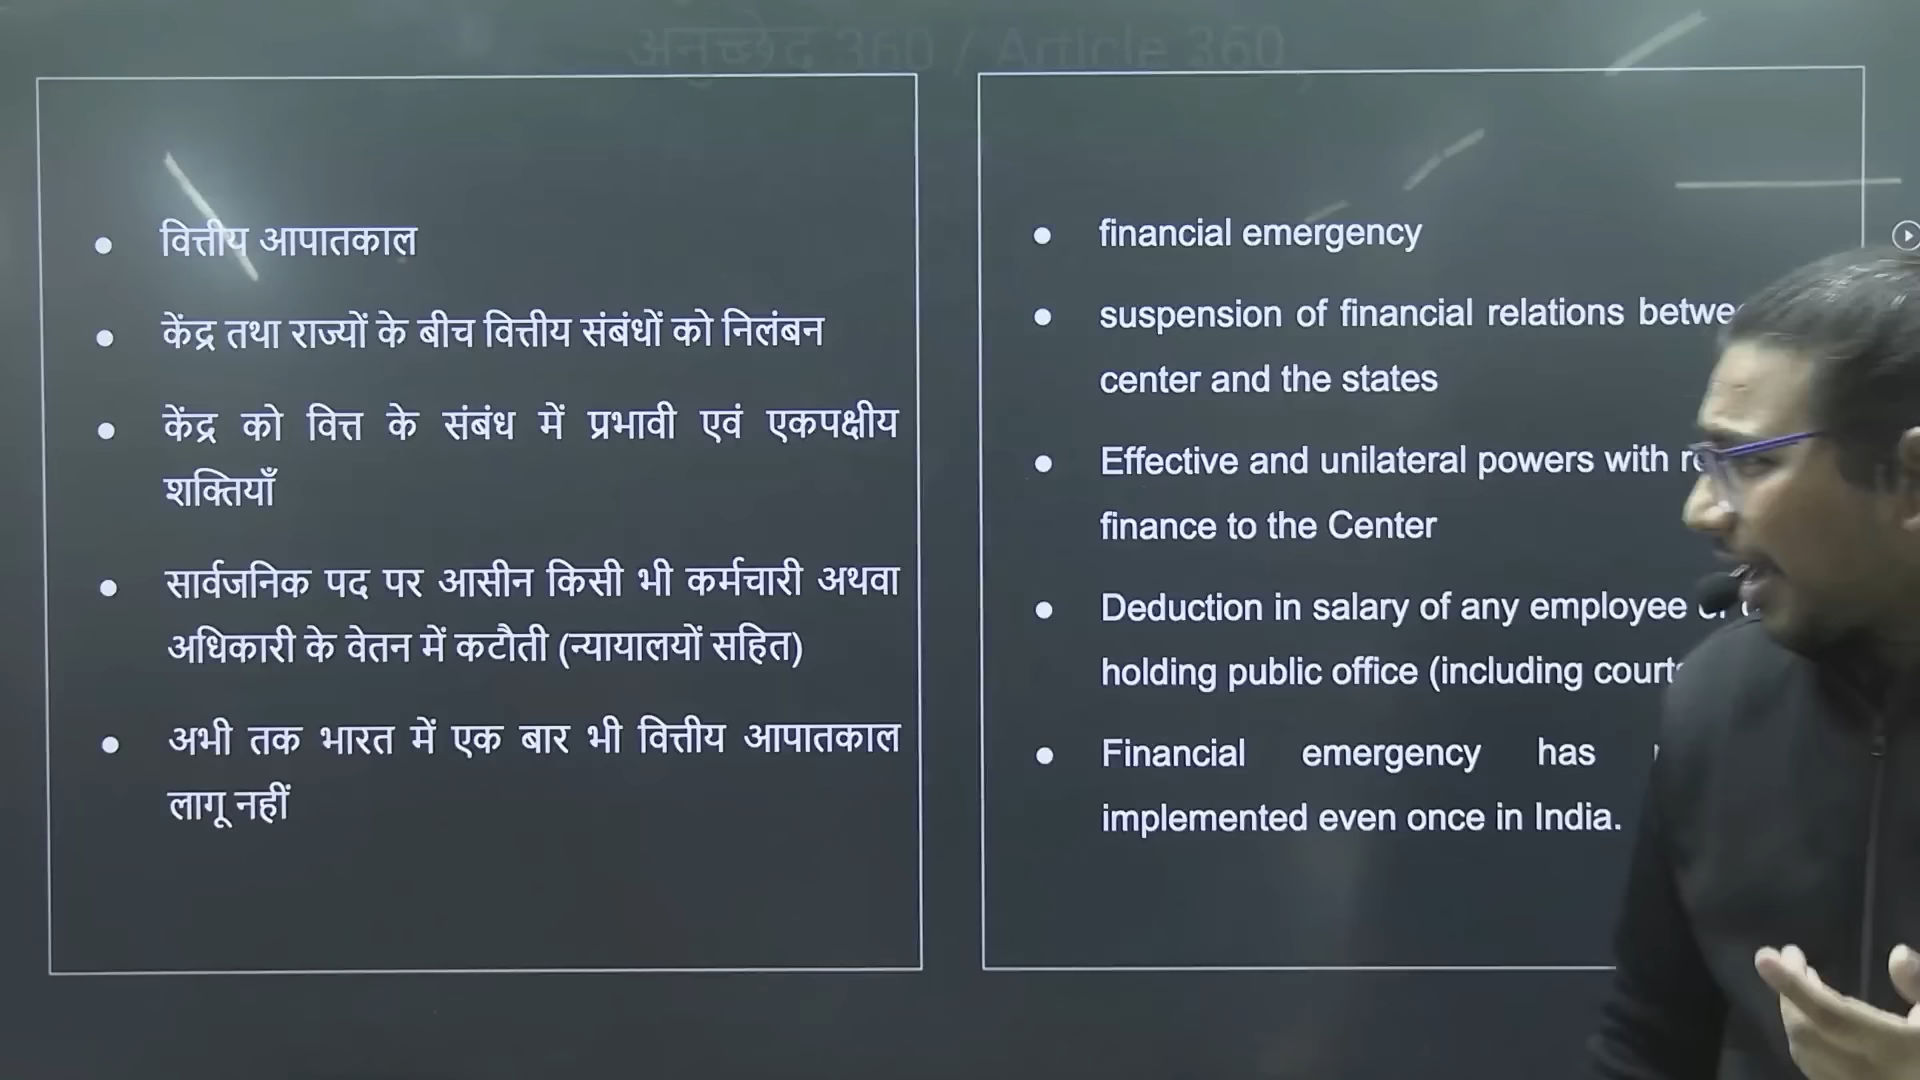 अनुच्छेद 360 / Article 360
वित्तीय आपातकाल
केंद्र तथा राज्यों के बीच वित्तीय संबंधों को निलंबन
केंद्र को वित्त के संबंध में प्रभावी एवं एकपक्षीय
शक्तियाँ
सार्वजनिक पद पर आसीन किसी भी कर्मचारी अथवा
अधिकारी के वेतन में कटौती (न्यायालयों सहित)
अभी तक भारत में एक बार भी वित्तीय आपातकाल
लागू नहीं
financial emergency
suspension of financial relations
center and the states
Effective and unilateral powers with
finance to the Center
Deduction in salary of any employee
holding public office (including
Financial emergency has
implemented even once in India.